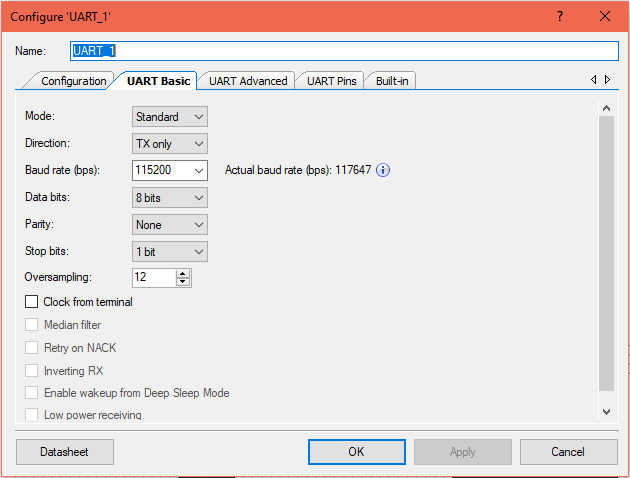 Configure 'UART_1'
?
Name: UART_1
Configuration UART Basic UART Advanced UART Pins Built-in
Mode: Standard
Direction: TX only
Baud rate (bps): 115200 Actual baud rate (bps): 117647
Data bits: 8 bits
Parity: None
Stop bits: 1 bit
Oversampling: 12
Clock from terminal
Median filter
Retry on NACK
Inverting RX
Enable wakeup from Deep Sleep Mode
Low power receiving
Datasheet OK Apply Cancel